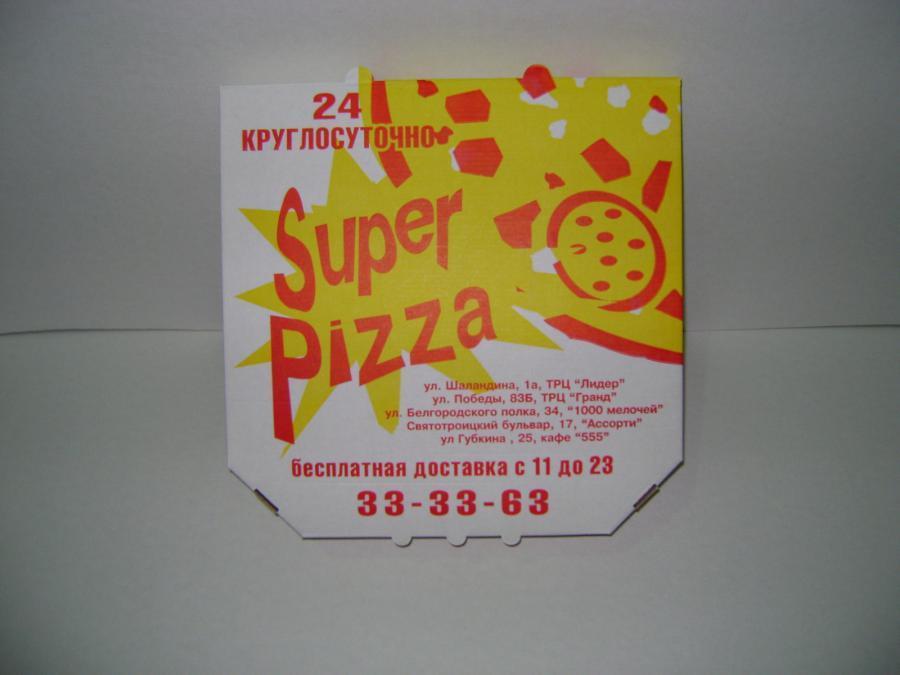 24
КРУГЛОСУТОЧНО
Super
Pizza
ул. Шаландина, 1а, ТРЦ "Лидер"
ул. Победы, 83Б, ТРЦ "Гранд"
ул. Белгородского полка, 34, "1000 мелочей"
Святотроицкий бульвар, 17, "Ассорти"
ул Губкина , 25, кафе "555"
бесплатная доставка с 11 до 23
33-33-63